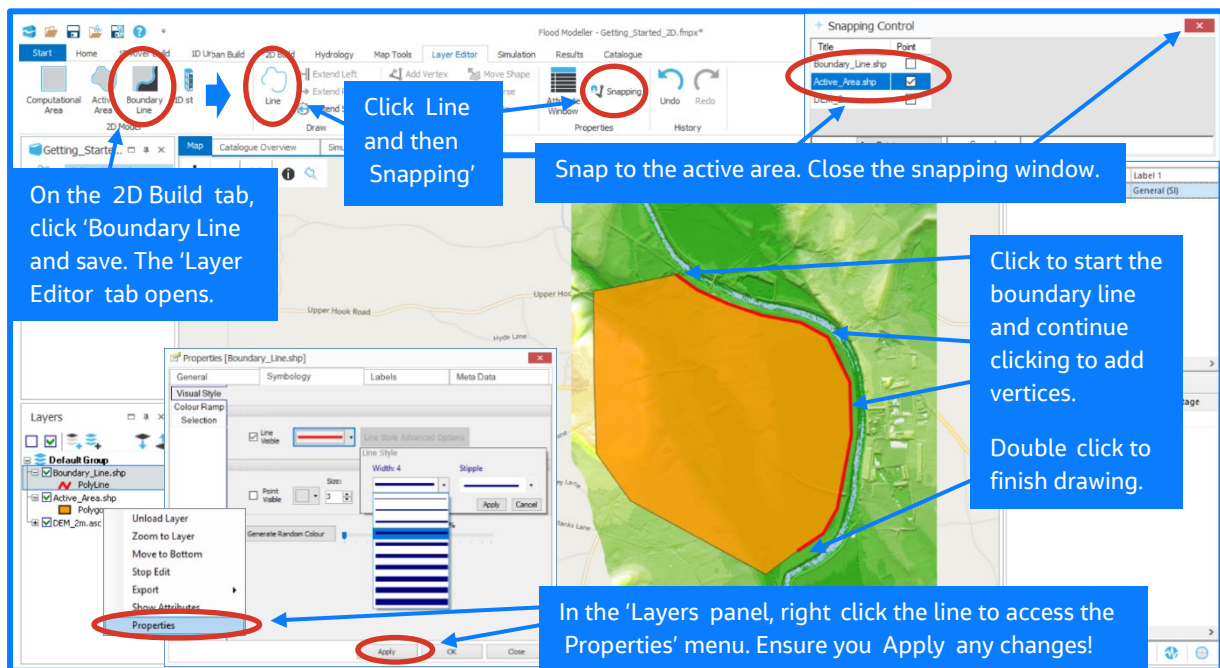 Flood Modeller - Getting_Started_2D.fmpx*
Start Home 1D River Build 1D Urban Build 2D Build Hydrology Map Tools Layer Editor Simulation Results Catalogue
Computational Area
Active Area
Boundary Line
1D st
2D Model
Line
Extend Left
Extend
Add Vertex
Move Shape
Draw
Window
Snapping
Undo
Redo
Properties
History
Snapping Control
Title Point
Boundary_Line.shp
Active_Area.shp
Click Line
and then
Snapping'
Snap to the active area. Close the snapping window.
On the 2D Build tab,
click 'Boundary Line
and save. The 'Layer
Editor tab opens.
Getting_Starte...
Map Catalogue Overview
Label 1
General (SI)
Upper Hook Road
Hyde Lane
Click to start the
boundary line
and continue
clicking to add
vertices.
Double click to
finish drawing.
Layers
Default Group
Boundary_Line.shp
PolyLine
Active_Area.shp
DEM_2m.asc
Unload Layer
Zoom to Layer
Move to Bottom
Stop Edit
Export
Show Attributes
Properties
Properties [Boundary_Line.shp]
General Symbology Labels Meta Data
Visual Style
Colour Ramp
Selection
Line Visible
Line Style Advanced Options
Line Style
Width: 4 Stipple
Apply Cancel
Point Visible
Size:
3
Generate Random Colour
%
Apply OK Close
In the 'Layers panel, right click the line to access the
Properties' menu. Ensure you Apply any changes!